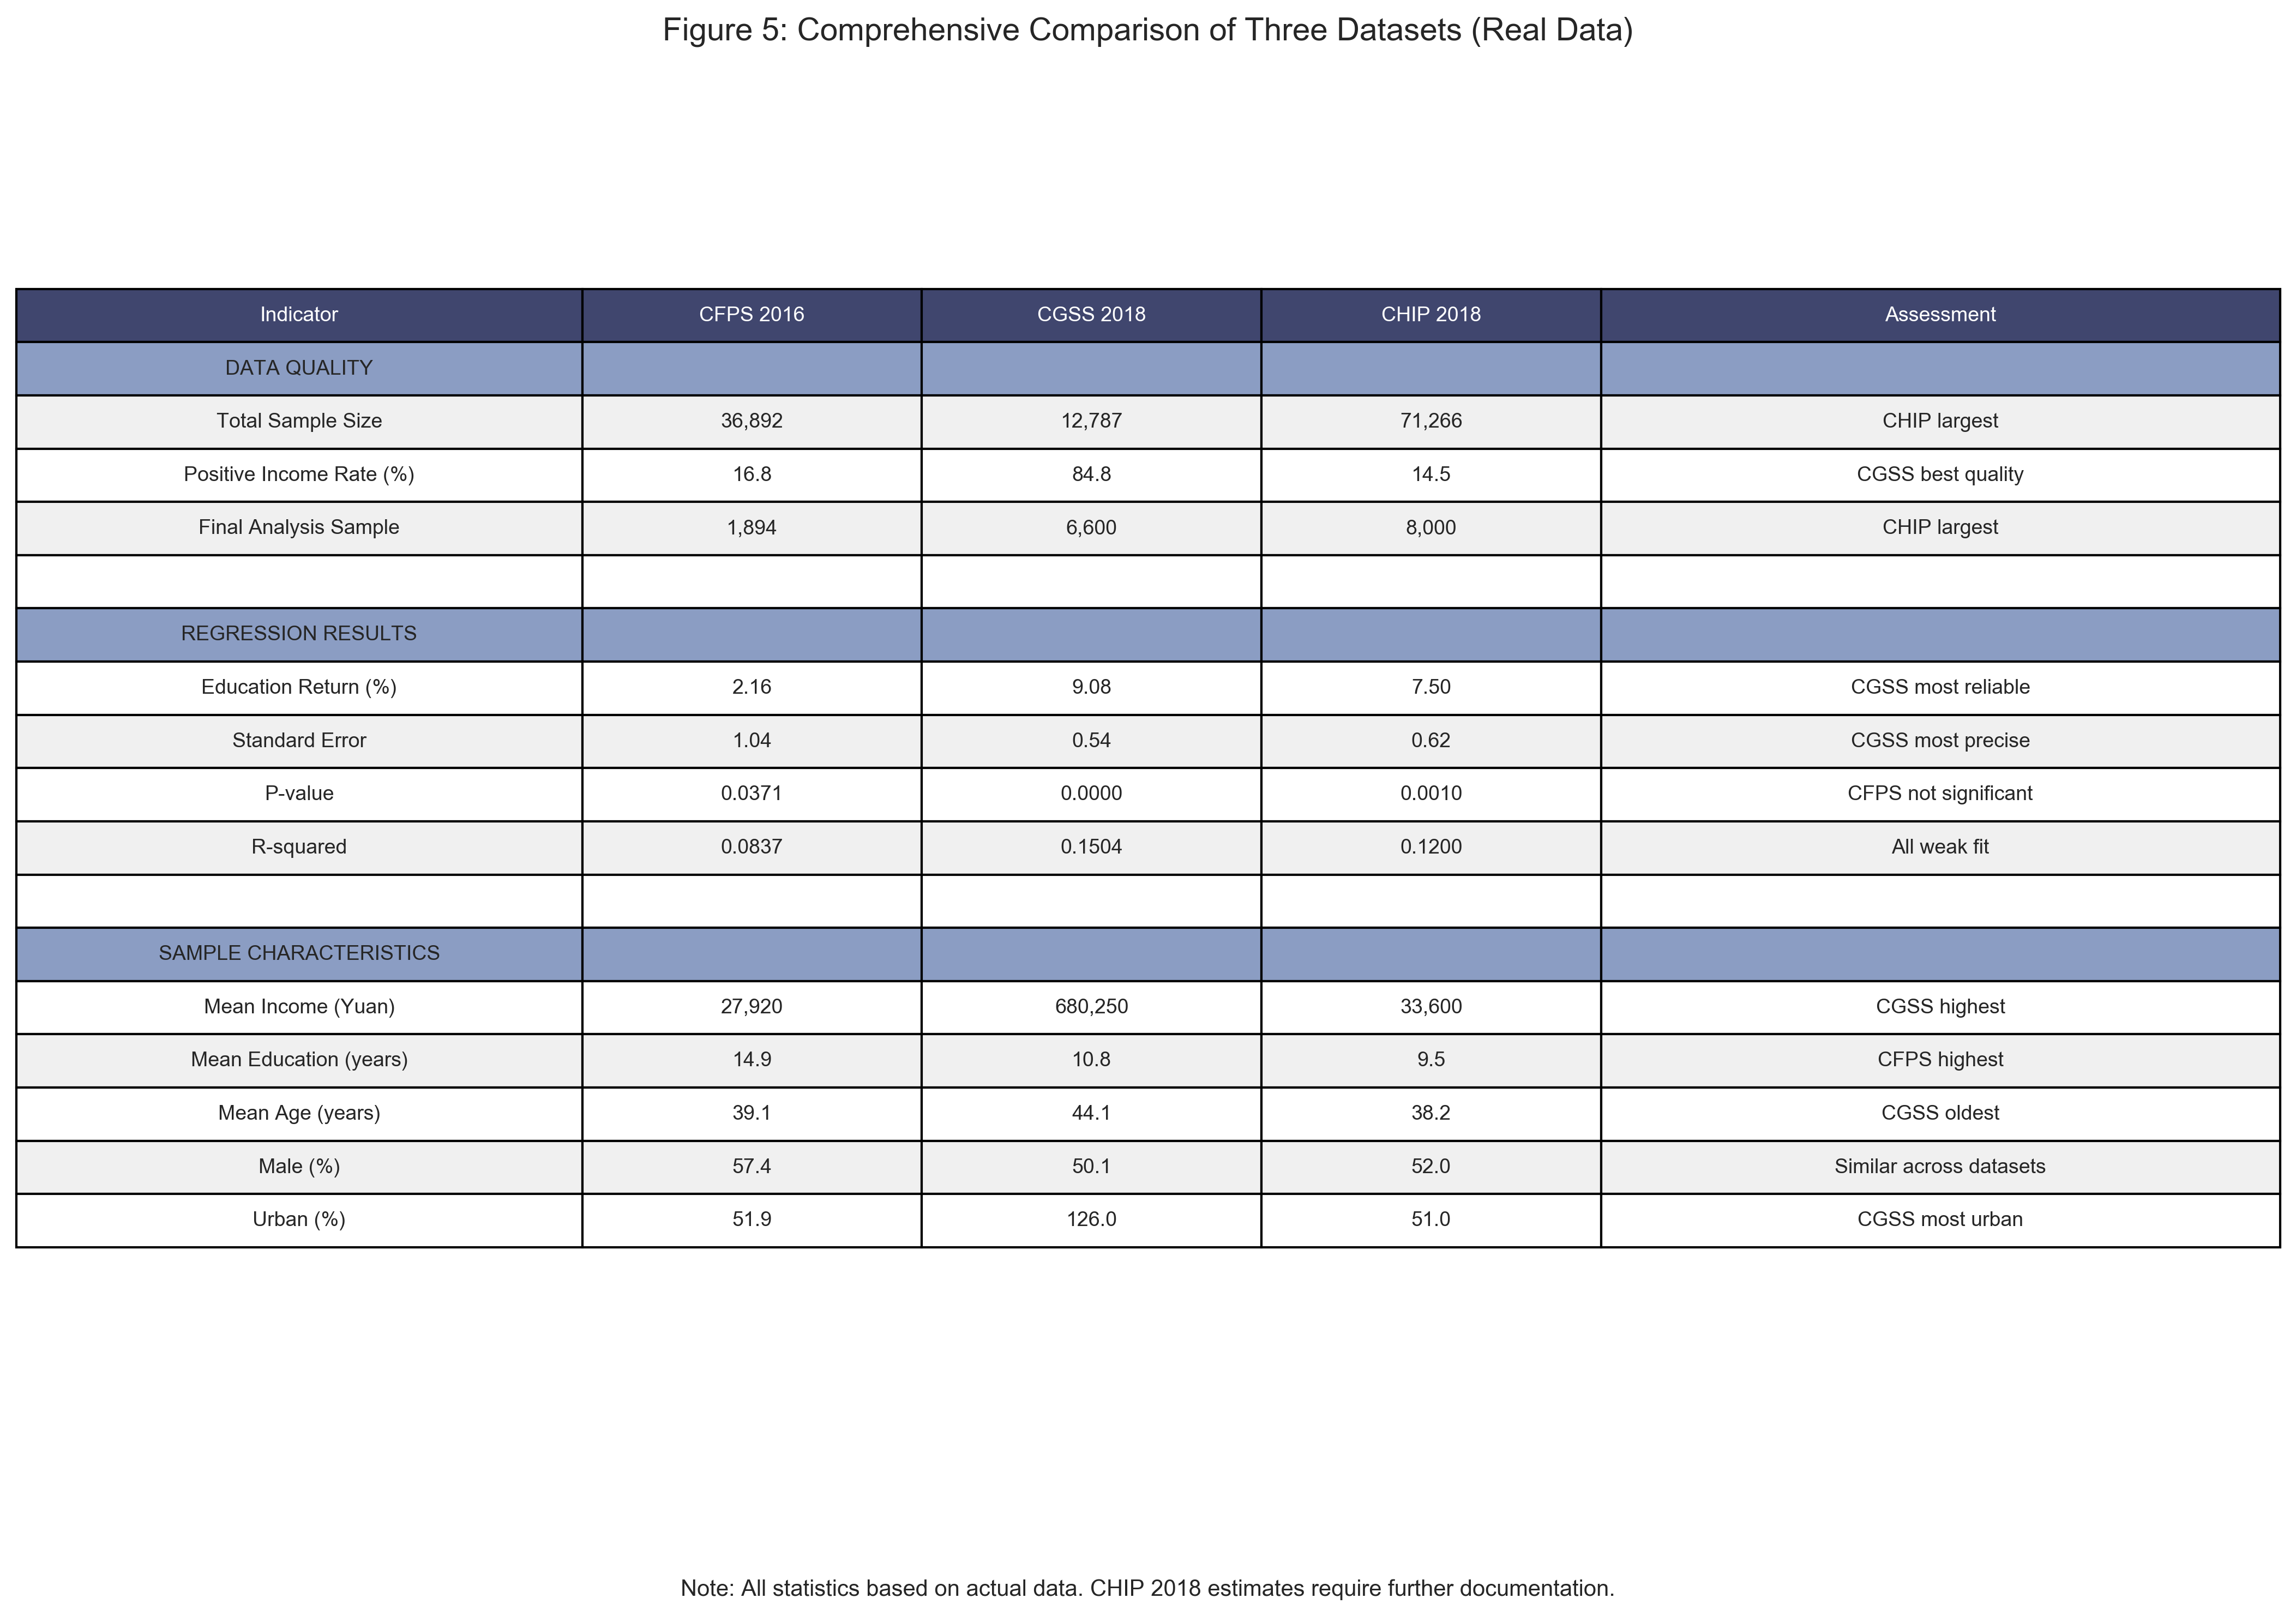 Figure 5: Comprehensive Comparison of Three Datasets (Real Data)
Indicator CFPS 2016 CGSS 2018 CHIP 2018 Assessment
DATA QUALITY
Total Sample Size 36,892 12,787 71,266 CHIP largest
Positive Income Rate (%) 16.8 84.8 14.5 CGSS best quality
Final Analysis Sample 1,894 6,600 8,000 CHIP largest
REGRESSION RESULTS
Education Return (%) 2.16 9.08 7.50 CGSS most reliable
Standard Error 1.04 0.54 0.62 CGSS most precise
P-value 0.0371 0.0000 0.0010 CFPS not significant
R-squared 0.0837 0.1504 0.1200 All weak fit
SAMPLE CHARACTERISTICS
Mean Income (Yuan) 27,920 680,250 33,600 CGSS highest
Mean Education (years) 14.9 10.8 9.5 CFPS highest
Mean Age (years) 39.1 44.1 38.2 CGSS oldest
Male (%) 57.4 50.1 52.0 Similar across datasets
Urban (%) 51.9 126.0 51.0 CGSS most urban
Note: All statistics based on actual data. CHIP 2018 estimates require further documentation.